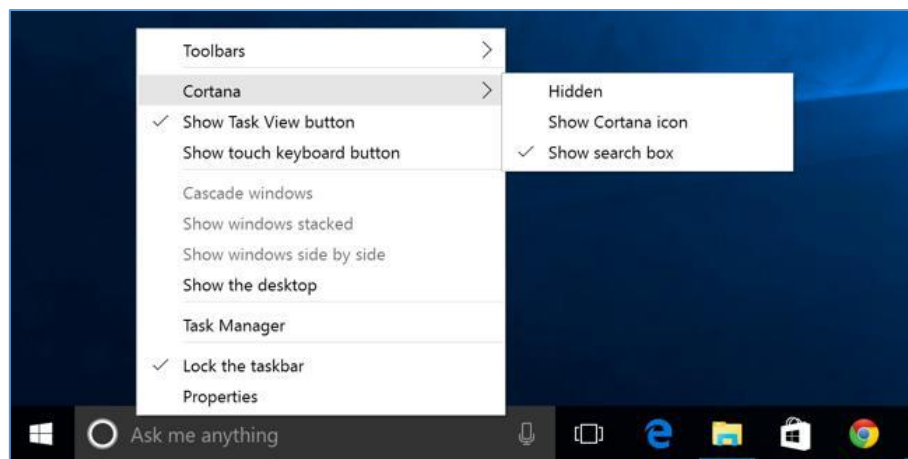 Toolbars
Cortana
Hidden
Show Task View button
Show Cortana icon
Show touch keyboard button
Show search box
Cascade windows
Show windows stacked
Show windows side by side
Show the desktop
Task Manager
Lock the taskbar
Properties
Ask me anything